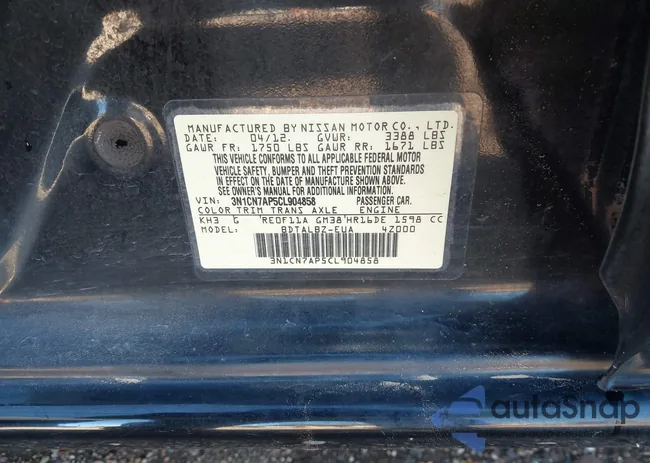 MANUFACTURED BY NISSAN MOTOR CO., LTD.
DATE: 04/12. GVWR: 3388 LBS
GAWR FR: 1750 LBS GAWR RR: 1671 LBS
THIS VEHICLE CONFORMS TO ALL APPLICABLE FEDERAL MOTOR
VEHICLE SAFETY, BUMPER, AND THEFT PREVENTION STANDARDS
IN EFFECT ON THE DATE OF MANUFACTURE SHOWN ABOVE.
SEE OWNER'S MANUAL FOR ADDITIONAL INFORMATION.
VIN: 3N1CN7AP5CL904858 PASSENGER CAR.
COLOR TRIM TRANS AXLE ENGINE
KH3 G 'RE0F11A GM38'HR16DE 1598 CC
BDTALBZ-EUA 4Z000
3N1CN7AP5CL904858
autoSnap